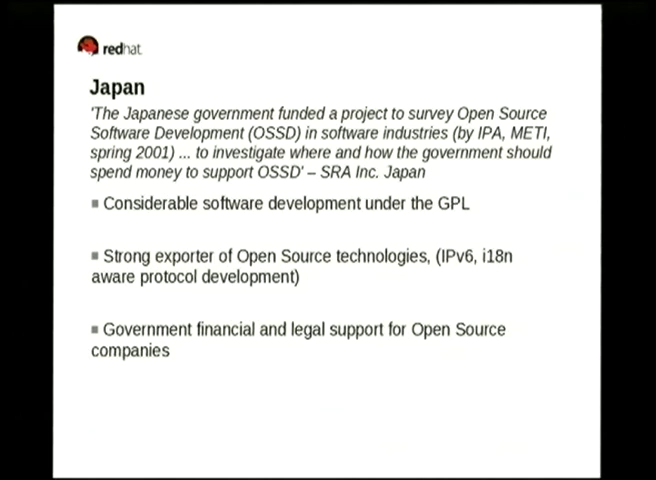 redhat
Japan
'The Japanese government funded a project to survey Open Source
Software Development (OSSD) in software industries (by IPA, METI,
spring 2001) ... to investigate where and how the government should
spend money to support OSSD' – SRA Inc. Japan
▪ Considerable software development under the GPL
▪ Strong exporter of Open Source technologies, (IPv6, i18n
aware protocol development)
▪ Government financial and legal support for Open Source
companies